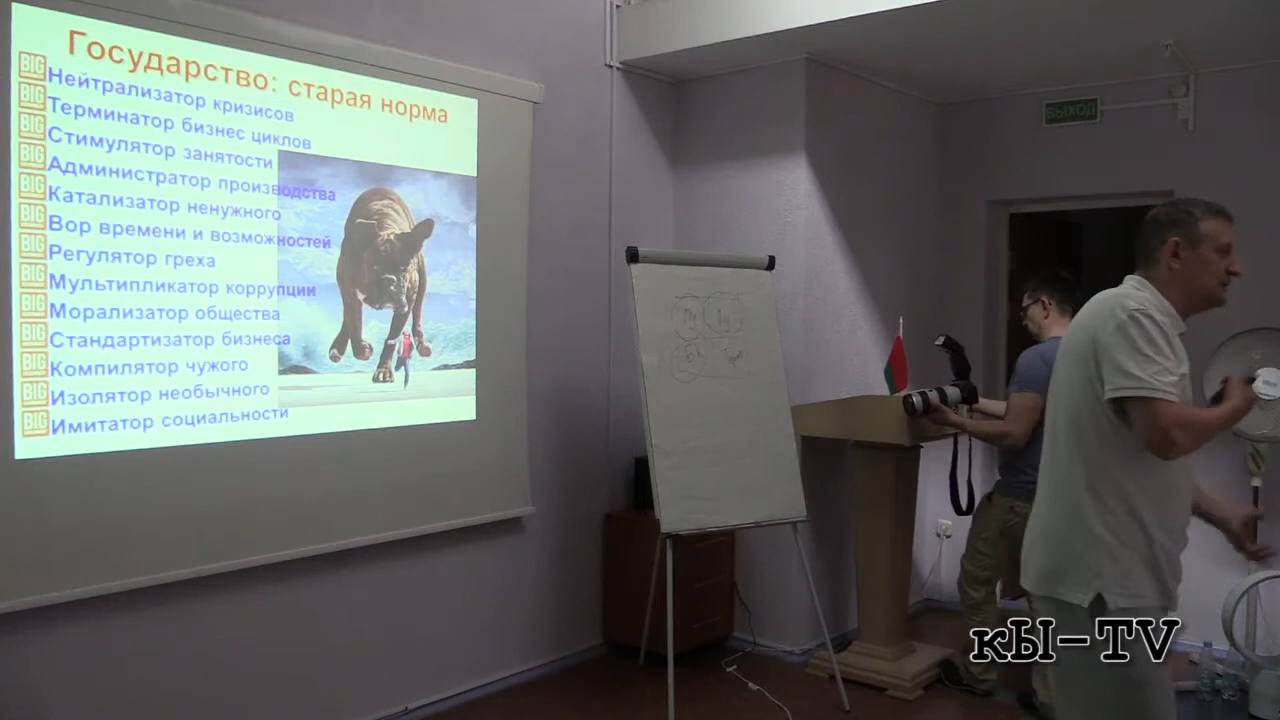 Государство: старая норма
BIG Нейтрализатор кризисов
BIG Терминатор бизнес циклов
BIG Стимулятор занятости
BIG Администратор производства
BIG Катализатор ненужного
BIG Вор времени и возможностей
BIG Регулятор греха
BIG Мультипликатор коррупции
BIG Морализатор общества
BIG Стандартизатор бизнеса
BIG Компилятор чужого
BIG Изолятор необычного
BIG Имитатор социальности
ВЫХОД
кЫ-TV